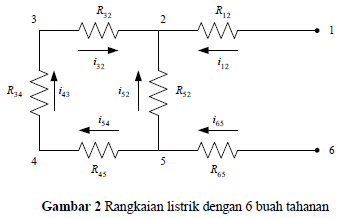 R32
R12
3
2
1
i32
i12
R34
i43
i52
R52
i54
i65
4
5
6
R45
R65
Gambar 2 Rangkaian listrik dengan 6 buah tahanan